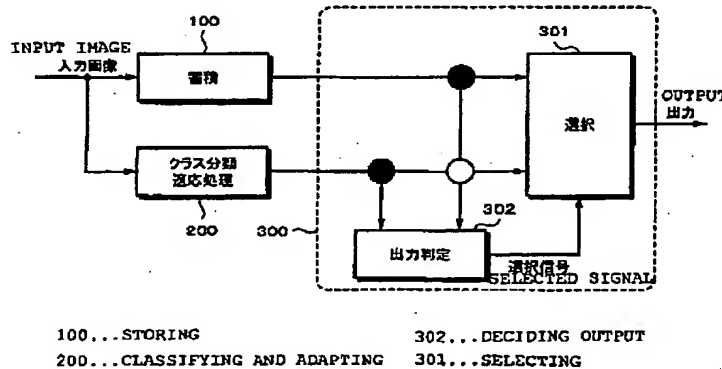 100
301
INPUT IMAGE
入力画像
蓄積
選択
OUTPUT
出力
クラス分類
適応処理
200
300
302
出力判定
選択信号
SELECTED SIGNAL
100...STORING
302...DECIDING OUTPUT
200...CLASSIFYING AND ADAPTING
301...SELECTING